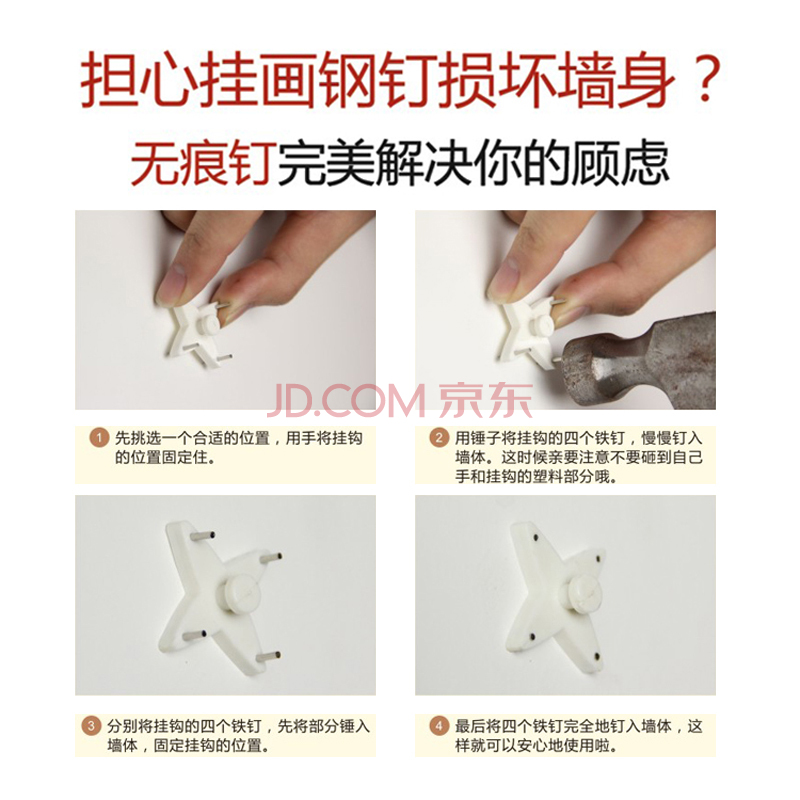 担心挂画钢钉损坏墙身？
无痕钉完美解决你的顾虑
JD.COM 京东
1 先挑选一个合适的位置，用手将挂钩
的位置固定住。
2 用锤子将挂钩的四个铁钉，慢慢钉入
墙体。这时候亲要注意不要砸到自己
手和挂钩的塑料部分哦。
3 分别将挂钩的四个铁钉，先将部分锤入
墙体，固定挂钩的位置。
4 最后将四个铁钉完全地钉入墙体，这
样就可以安心地使用啦。